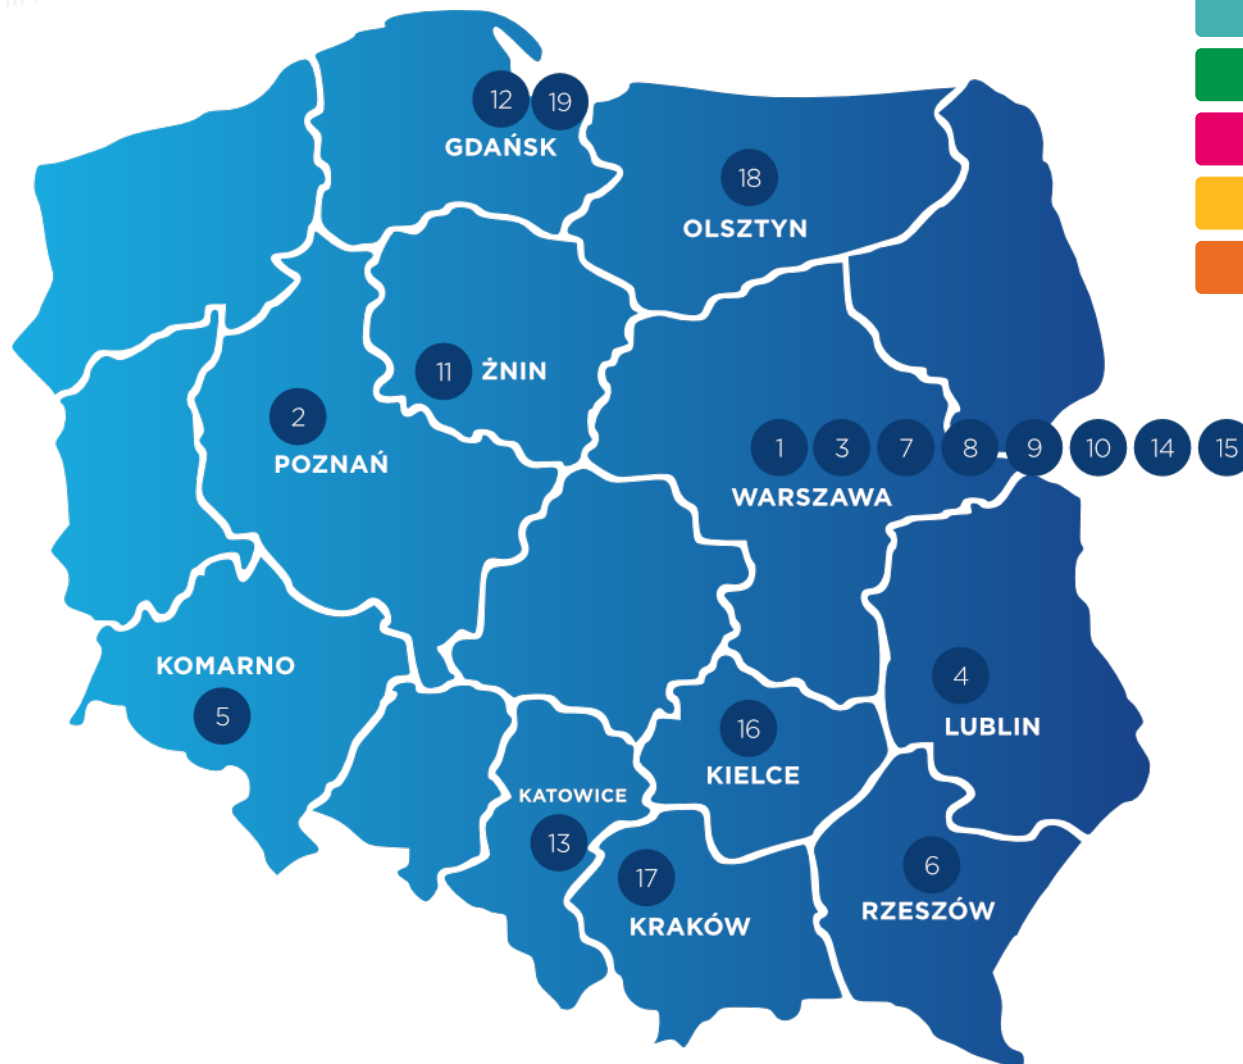 12 19
GDAŃSK
18
OLSZTYN
11 ŻNIN
2
POZNAŃ
1 3 7 8 9 10 14 15
WARSZAWA
KOMARNO
5
4
LUBLIN
16
KIELCE
KATOWICE
13
17
KRAKÓW
6
RZESZÓW